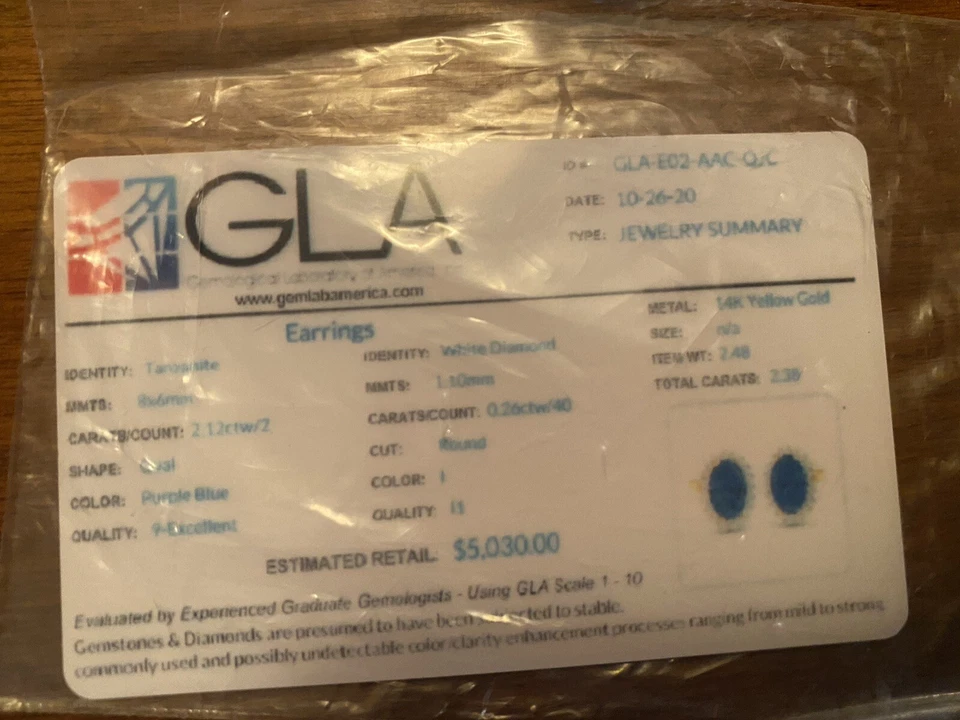 GLA
Gemological Laboratory of America
www.gemlabamerica.com
ID #: GLA-E02-AAC-
DATE: 10-26-20
TYPE: JEWELRY SUMMARY
Earrings
IDENTITY: Tanzanite
MMTS: 8x6mm
CARATS/COUNT: 2.12ctw/2
SHAPE: Oval
COLOR: Purple Blue
QUALITY: 9-Excellent
IDENTITY: White Diamond
MMTS: 1.10mm
CARATS/COUNT: 0.26ctw/40
CUT: Round
COLOR: I
QUALITY: I1
METAL: 14K Yellow Gold
SIZE: n/a
ITEM WT: 2.48
TOTAL CARATS: 2.38
ESTIMATED RETAIL: $5,030.00
Evaluated by Experienced Graduate Gemologists - Using GLA Scale 1 - 10
Gemstones & Diamonds are presumed to have been subjected to stable,
commonly used and possibly undetectable color/clarity enhancement processes ranging from mild to strong